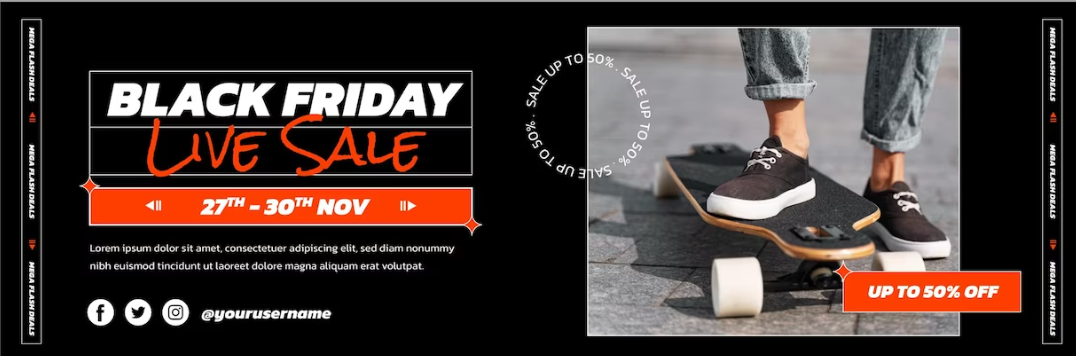 MEGA FLASH DEALS
MEGA FLASH DEALS
MEGA FLASH DEALS
BLACK FRIDAY
LIVE SALE
27TH - 30TH NOV
Lorem ipsum dolor sit amet, consectetuer adipiscing elit, sed diam nonummy
nibh euismod tincidunt ut laoreet dolore magna aliquam erat volutpat.
@yourusername
SALE UP TO 50% . SALE UP TO 50% . SALE UP TO 50% .
UP TO 50% OFF
MEGA FLASH DEALS
MEGA FLASH DEALS
MEGA FLASH DEALS